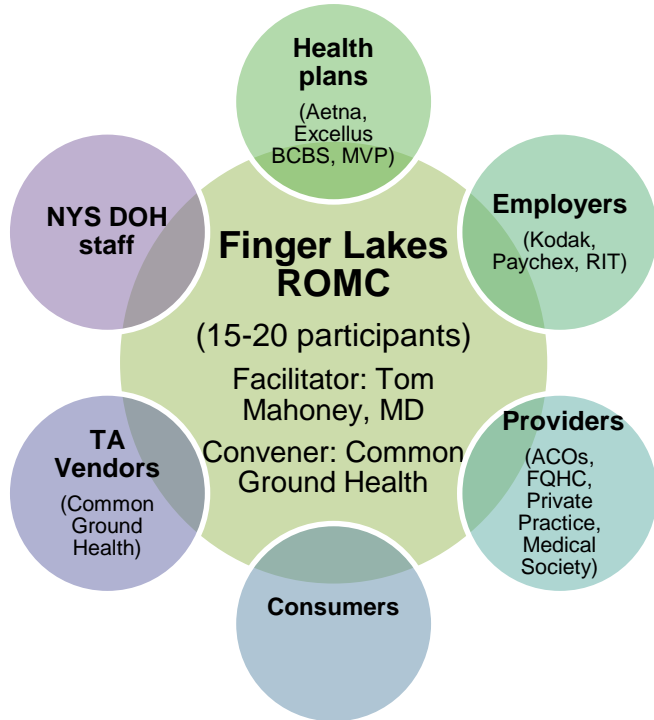 Health
plans
(Aetna,
Excellus
BCBS, MVP)
NYS DOH
staff
Employers
(Kodak,
Paychex, RIT)
Finger Lakes
ROMC
(15-20 participants)
Facilitator: Tom
Mahoney, MD
Convener: Common
Ground Health
TA
Vendors
(Common
Ground
Health)
Providers
(ACOs,
FQHC,
Private
Practice,
Medical
Society)
Consumers